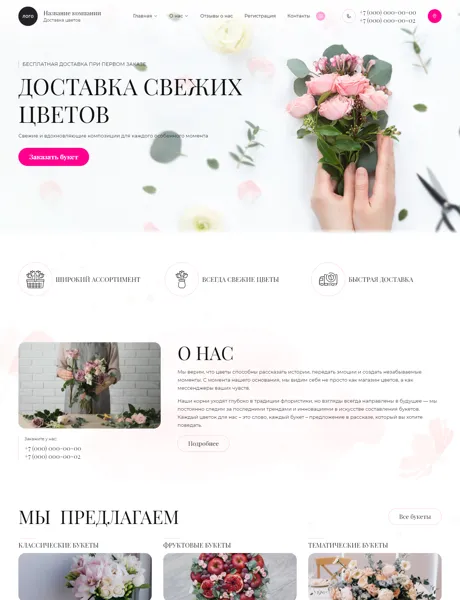 ЛОГО
Название компании
Доставка цветов
Главная
О нас
Отзывы о нас
Регистрация
Контакты
+7 (000) 000-00-00
+7 (000) 000-00-02
БЕСПЛАТНАЯ ДОСТАВКА ПРИ ПЕРВОМ ЗАКАЗЕ
ДОСТАВКА СВЕЖИХ
ЦВЕТОВ
Свежие и вдохновляющие композиции для каждого особенного момента
Заказать букет
ШИРОКИЙ АССОРТИМЕНТ
ВСЕГДА СВЕЖИЕ ЦВЕТЫ
БЫСТРАЯ ДОСТАВКА
О НАС
Мы верим, что цветы способны рассказать истории, передать эмоции и создать незабываемые
моменты. С момента нашего основания, мы видим себя не просто как магазин цветов, а как
мессенджеры ваших чувств.
Наши корни уходят глубоко в традиции флористики, но взгляды всегда направлены в будущее — мы
постоянно следим за последними трендами и инновациями в искусстве составления букетов.
Каждый цветок для нас – это слово, каждый букет – предложение в рассказе, который вы хотите
поведать.
Подробнее
Звоните у нас:
+7 (000) 000-00-00
+7 (000) 000-00-02
МЫ ПРЕДЛАГАЕМ
Все букеты
КЛАССИЧЕСКИЕ БУКЕТЫ
ФРУКТОВЫЕ БУКЕТЫ
ТЕМАТИЧЕСКИЕ БУКЕТЫ